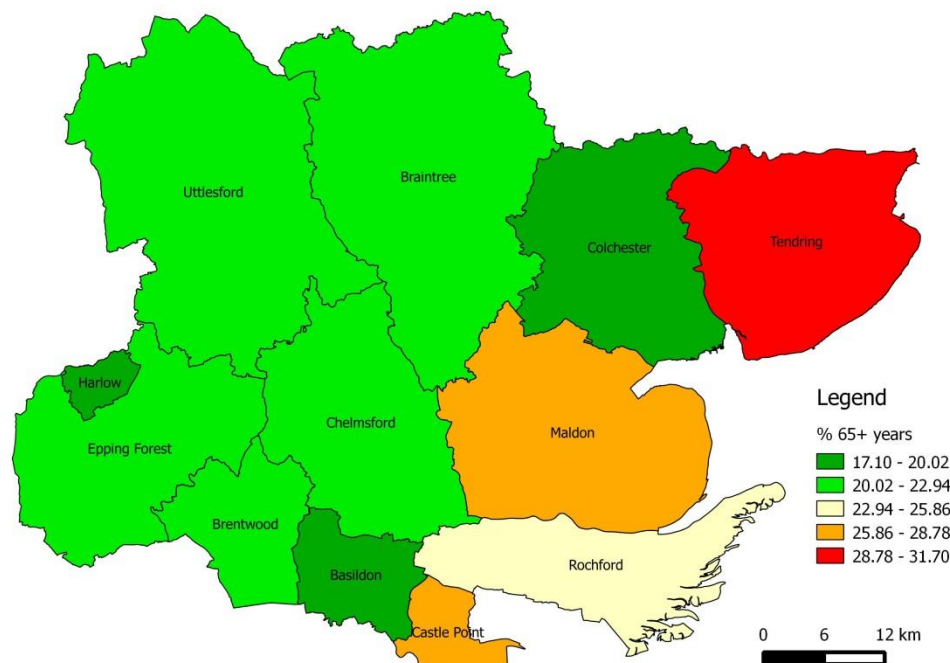 Uttlesford
Braintree
Colchester
Tendring
Harlow
Epping Forest
Chelmsford
Maldon
Brentwood
Basildon
Rochford
Castle Point
Legend
% 65+ years
17.10 - 20.02
20.02 - 22.94
22.94 - 25.86
25.86 - 28.78
28.78 - 31.70
0 6 12 km